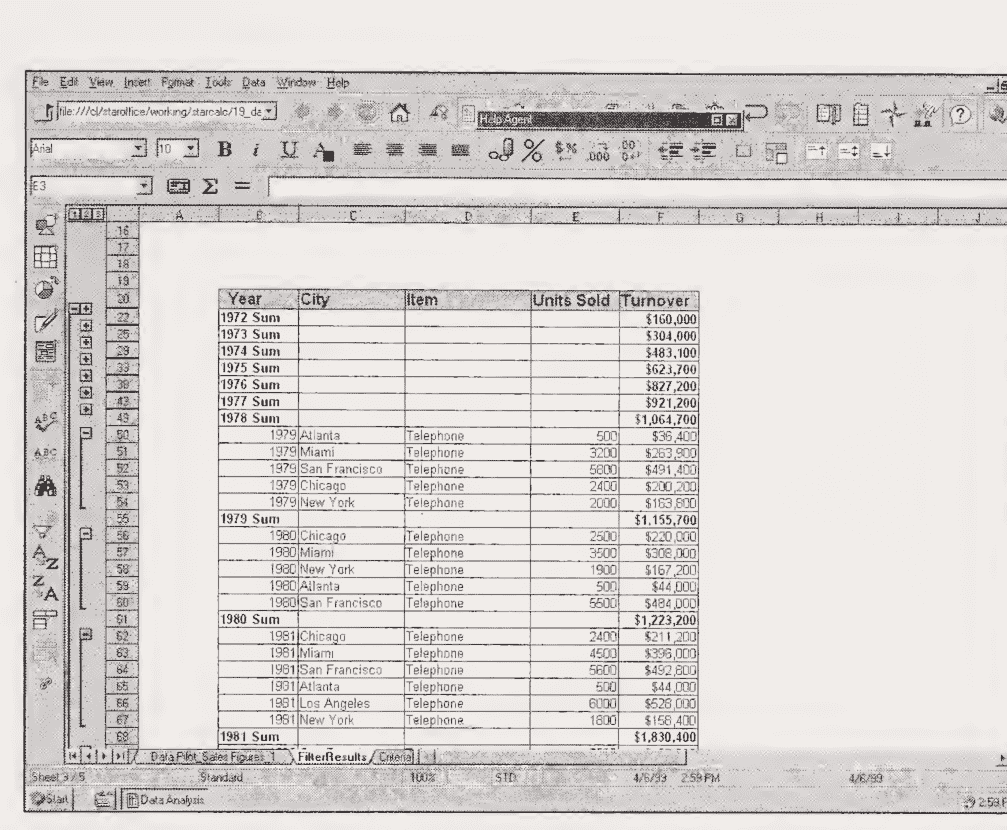 File Edit View Insert Format Tools Data Window Help
file:///c|/staroffice/working/starcalc/19_da
Help Agent
Arial 10 B i U A % $% .000 .00
E3 Σ =
1 2 3 A B C D E F G H I J
16
17
18
19
20 Year City Item Units Sold Turnover
22 1972 Sum $160,000
25 1973 Sum $304,000
29 1974 Sum $483,100
33 1975 Sum $623,700
38 1976 Sum $827,200
43 1977 Sum $921,200
49 1978 Sum $1,064,700
50 1979 Atlanta Telephone 500 $36,400
51 1979 Miami Telephone 3200 $263,900
52 1979 San Francisco Telephone 5800 $491,400
53 1979 Chicago Telephone 2400 $200,200
54 1979 New York Telephone 2000 $163,800
55 1979 Sum $1,155,700
56 1980 Chicago Telephone 2500 $220,000
57 1980 Miami Telephone 3500 $308,000
58 1980 New York Telephone 1900 $167,200
59 1980 Atlanta Telephone 500 $44,000
60 1980 San Francisco Telephone 5500 $484,000
61 1980 Sum $1,223,200
62 1981 Chicago Telephone 2400 $211,200
63 1981 Miami Telephone 4500 $396,000
64 1981 San Francisco Telephone 5600 $492,800
65 1981 Atlanta Telephone 500 $44,000
66 1981 Los Angeles Telephone 6000 $528,000
67 1981 New York Telephone 1800 $158,400
68 1981 Sum $1,830,400
Data Pilot_Sales Figures_1 FilterResults Criteria
Sheet 3 / 5 Standard 100% STD 4/6/99 2:59 PM 4/6/99
Start Data Analysis 2:59 P